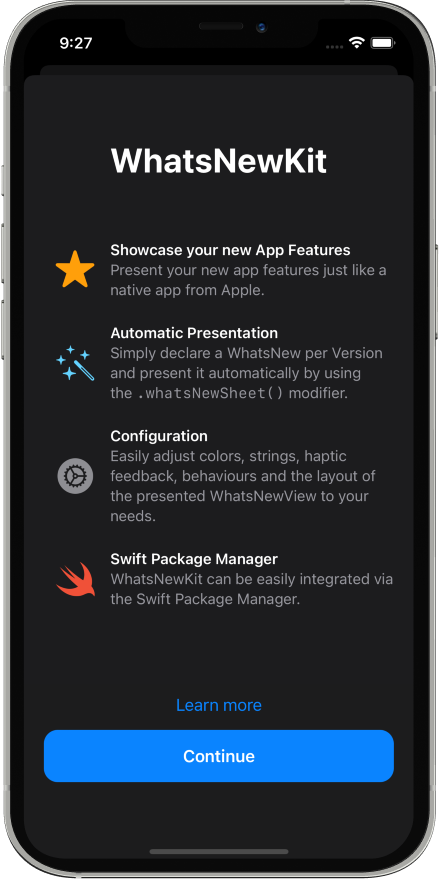 9:27
WhatsNewKit
Showcase your new App Features
Present your new app features just like a
native app from Apple.
Automatic Presentation
Simply declare a WhatsNew per Version
and present it automatically by using
the .whatsNewSheet() modifier.
Configuration
Easily adjust colors, strings, haptic
feedback, behaviours and the layout of
the presented WhatsNewView to your
needs.
Swift Package Manager
WhatsNewKit can be easily integrated via
the Swift Package Manager.
Learn more
Continue